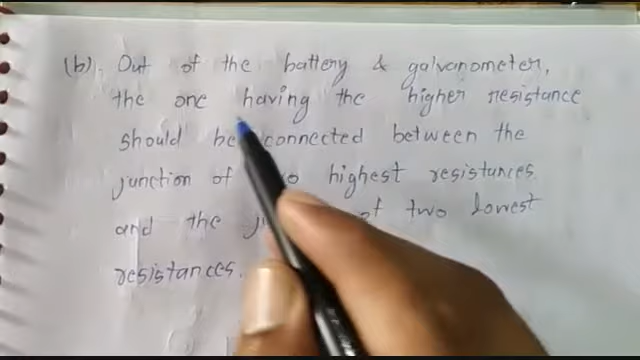 (b). Out of the battery & galvanometer,
the one having the higher resistance
should be connected between the
junction of highest resistances
and the of two lowest
resistances.